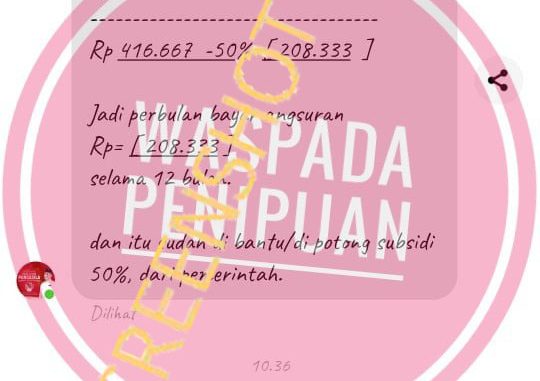 Rp 416.667 -50% [ 208.333 ]
Jadi perbulan bayar angsuran
Rp= [ 208.333 ]
selama 12 bulan.
dan itu sudah di bantu/di potong subsidi
50%, dari pemerintah.
Dilihat
10.36
WASPADA
PENIPUAN
REENSHOT